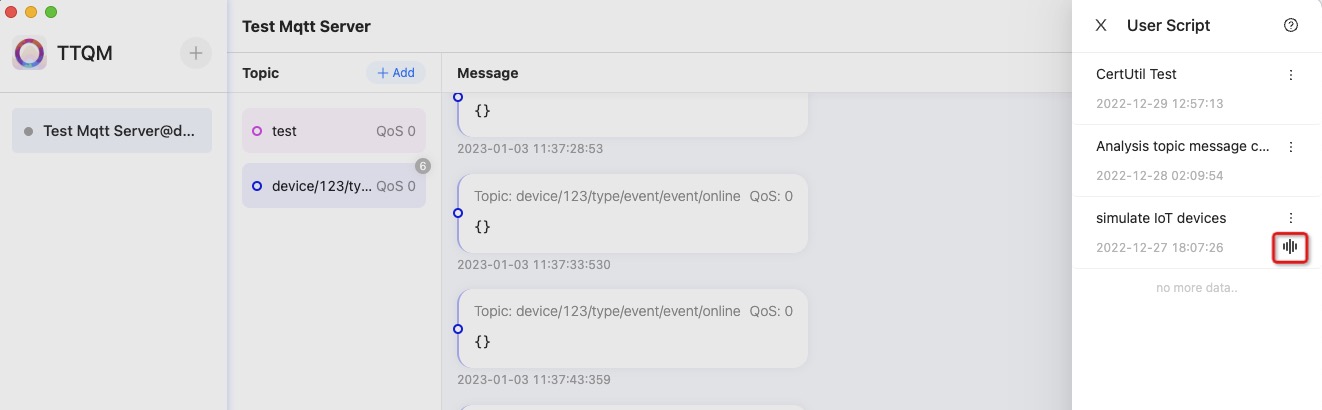 TTQM
Test Mqtt Server@d...
Test Mqtt Server
Topic
+ Add
test QoS 0
6
device/123/ty... QoS 0
Message
{}
2023-01-03 11:37:28:53
Topic: device/123/type/event/event/online QoS: 0
{}
2023-01-03 11:37:33:530
Topic: device/123/type/event/event/online QoS: 0
{}
2023-01-03 11:37:43:359
User Script
CertUtil Test
2022-12-29 12:57:13
Analysis topic message c...
2022-12-28 02:09:54
simulate IoT devices
2022-12-27 18:07:26
no more data..